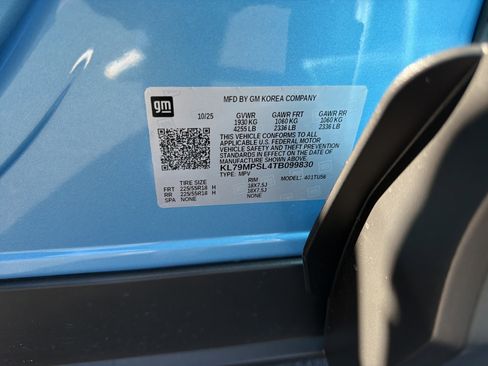 gm
MFD BY GM KOREA COMPANY
10/25 GVWR GAWR FRT GAWR RR
1930 KG 1060 KG 1060 KG
4255 LB 2336 LB 2336 LB
THIS VEHICLE CONFORMS TO ALL
APPLICABLE U.S. FEDERAL MOTOR
VEHICLE SAFETY AND THEFT PREVENTION
STANDARDS IN EFFECT ON THE DATE OF
MANUFACTURE SHOWN ABOVE.
KL79MPSL4TB099830
TYPE: MPV MODEL: 401TU56
TIRE SIZE RIM
FRT 225/55R18 H 18X7.5J
RR 225/55R18 H 18X7.5J
SPA NONE NONE